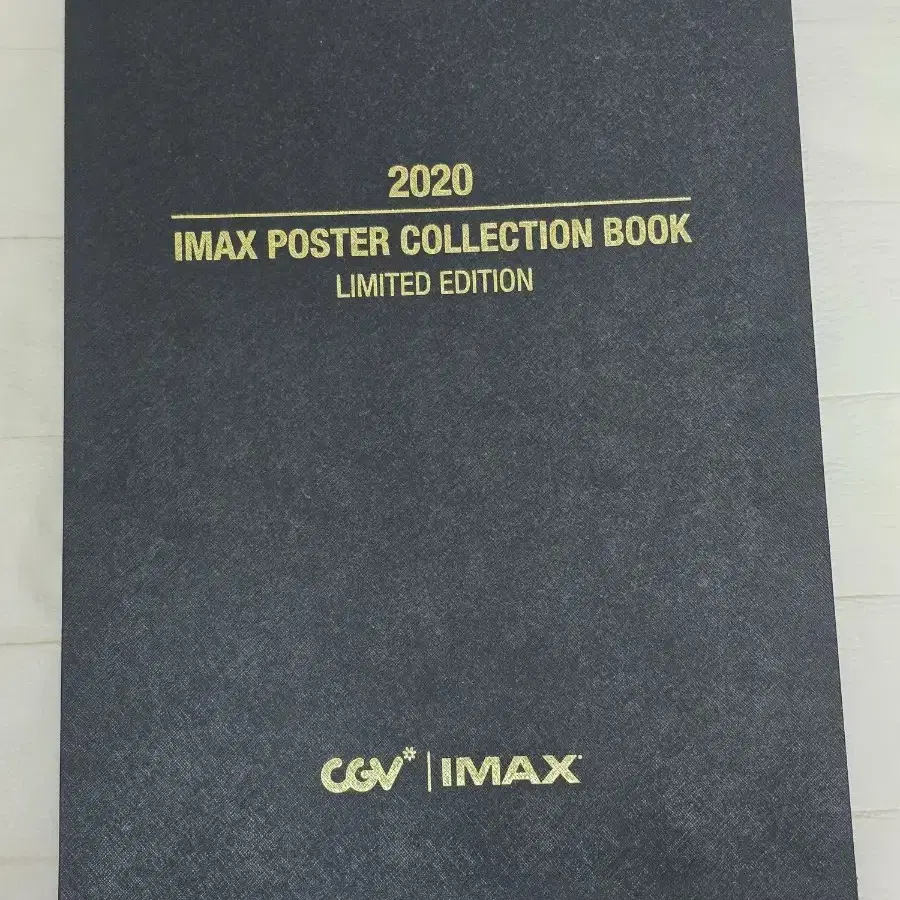 2020
IMAX POSTER COLLECTION BOOK
LIMITED EDITION
CGV | IMAX